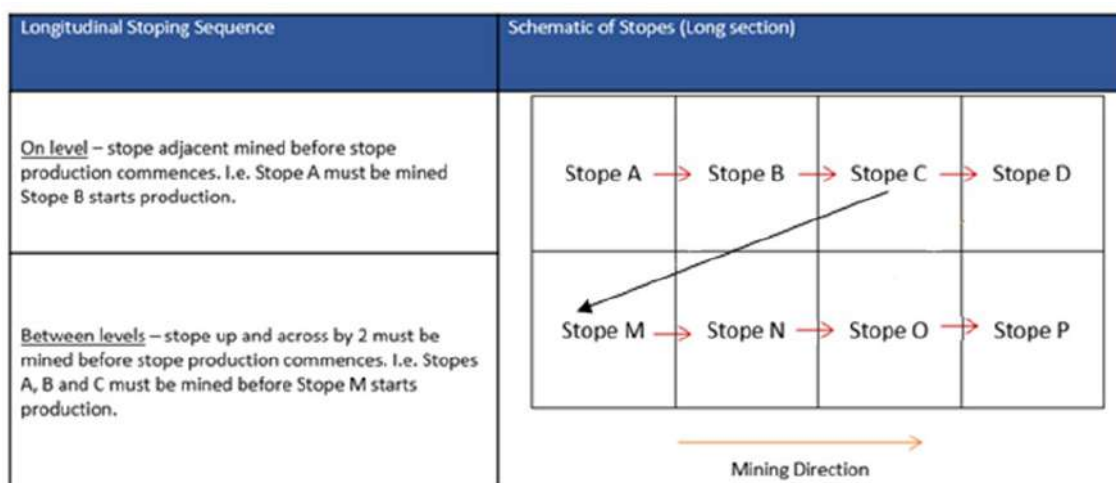 Longitudinal Stoping Sequence
Schematic of Stopes (Long section)
On level – stope adjacent mined before stope
production commences. I.e. Stope A must be mined
Stope B starts production.
Stope A
Stope B
Stope C
Stope D
Between levels – stope up and across by 2 must be
mined before stope production commences. I.e. Stopes
A, B and C must be mined before Stope M starts
production.
Stope M
Stope N
Stope O
Stope P
Mining Direction